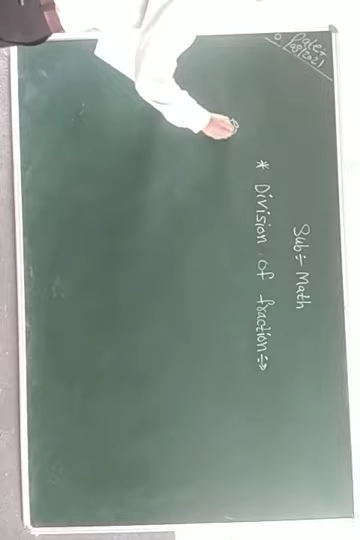 Date:-
Sub:- Math
* Division of fraction:-